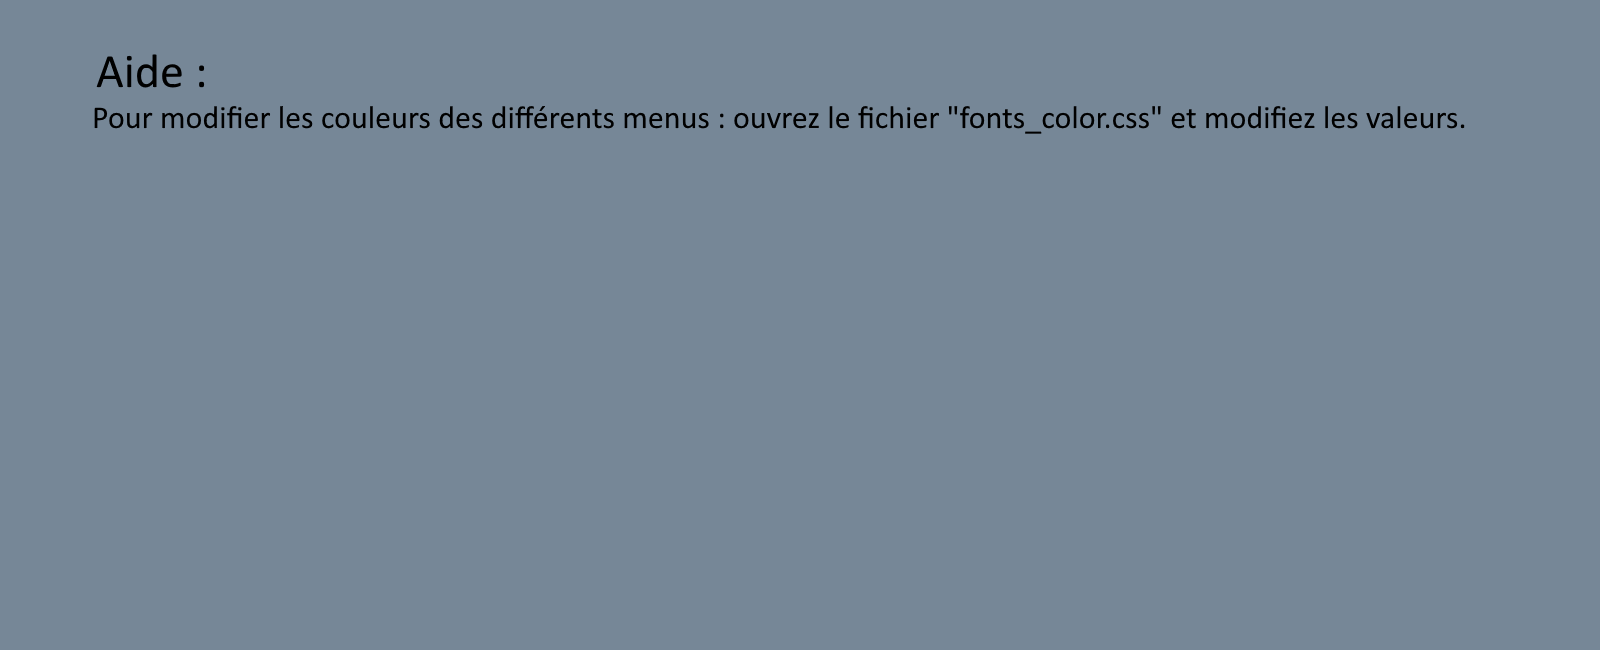 Aide :
Pour modifier les couleurs des différents menus : ouvrez le fichier "fonts_color.css" et modifiez les valeurs.